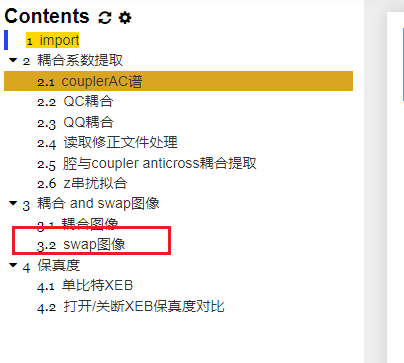 Contents
1 import
2 耦合系数提取
2.1 couplerAC谱
2.2 QC耦合
2.3 QQ耦合
2.4 读取修正文件处理
2.5 腔与coupler anticross耦合提取
2.6 z串扰拟合
3 耦合 and swap图像
3.1 耦合图像
3.2 swap图像
4 保真度
4.1 单比特XEB
4.2 打开/关断XEB保真度对比